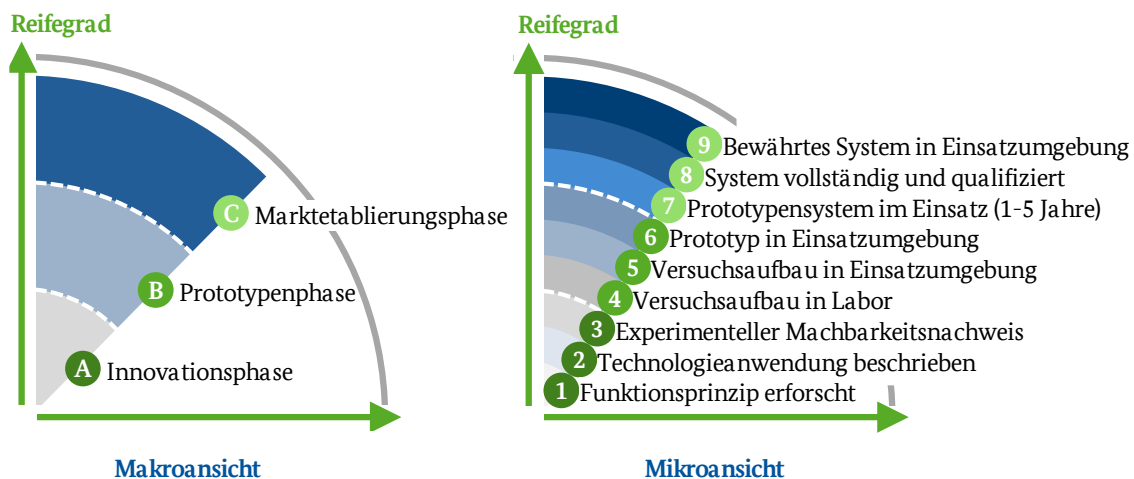 Reifegrad
C Marktetablierungsphase
B Prototypenphase
A Innovationsphase
Makroansicht
Reifegrad
9 Bewährtes System in Einsatzumgebung
8 System vollständig und qualifiziert
7 Prototypensystem im Einsatz (1-5 Jahre)
6 Prototyp in Einsatzumgebung
5 Versuchsaufbau in Einsatzumgebung
4 Versuchsaufbau in Labor
3 Experimenteller Machbarkeitsnachweis
2 Technologieanwendung beschrieben
1 Funktionsprinzip erforscht
Mikroansicht